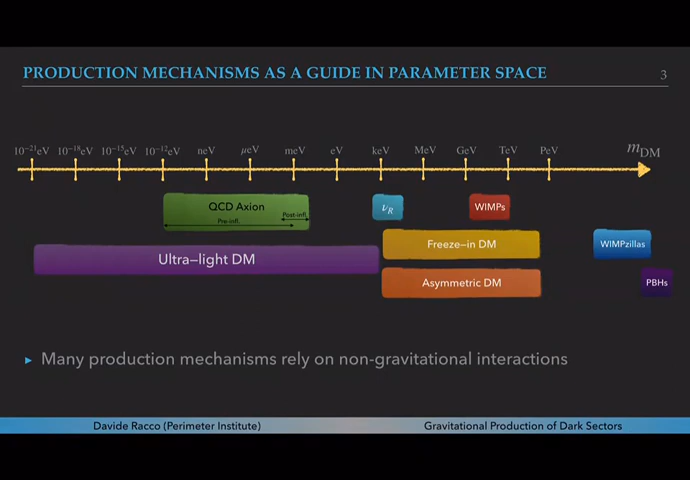 PRODUCTION MECHANISMS AS A GUIDE IN PARAMETER SPACE
3
10⁻²¹eV 10⁻¹⁸eV 10⁻¹⁵eV 10⁻¹²eV neV μeV meV eV keV MeV GeV TeV PeV m_DM
QCD Axion
Post-infl.
Pre-infl.
ν_R
WIMPs
Freeze-in DM
WIMPzillas
Ultra-light DM
Asymmetric DM
PBHs
▸ Many production mechanisms rely on non-gravitational interactions
Davide Racco (Perimeter Institute)
Gravitational Production of Dark Sectors